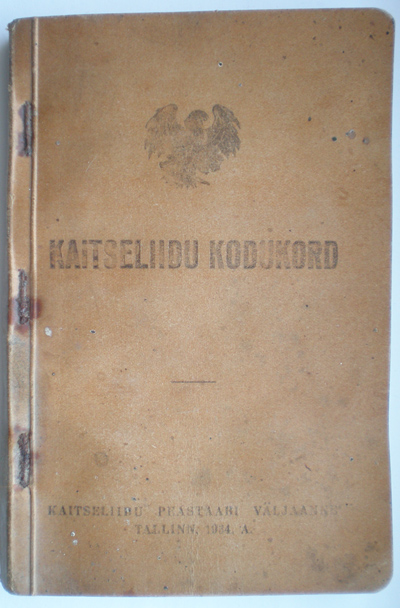 KAITSELIIDU KODUKORD
KAITSELIIDU PEASTAABI VÄLJAANNE
TALLINN, 1934. A.